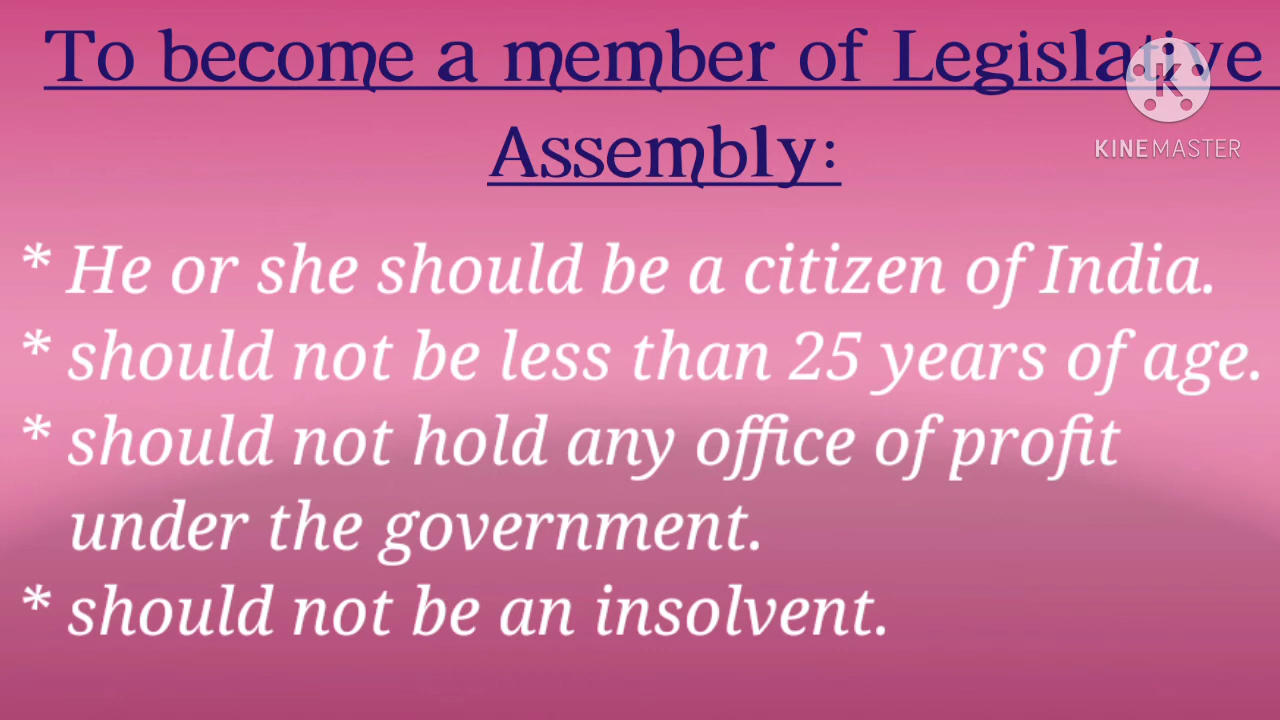 To become a member of Legislative
Assembly:
KINEMASTER
* He or she should be a citizen of India.
* should not be less than 25 years of age.
* should not hold any office of profit
under the government.
* should not be an insolvent.